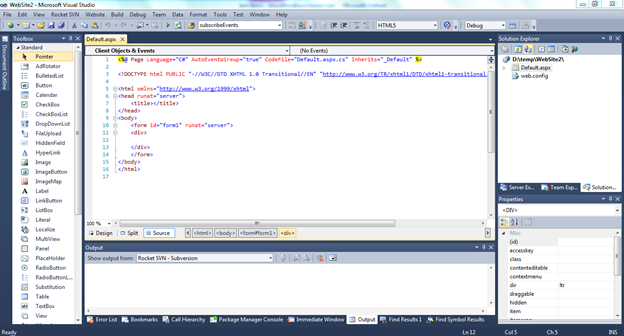 WebSite2 - Microsoft Visual Studio
File Edit View Rocket SVN Website Build Debug Team Data Format Tools Test Window Help
subscribeEvents HTML5 Debug
Document Outline
Toolbox
Standard
Pointer
AdRotator
BulletedList
Button
Calendar
CheckBox
CheckBoxList
DropDownList
FileUpload
HiddenField
HyperLink
Image
ImageButton
ImageMap
Label
LinkButton
ListBox
Literal
Localize
MultiView
Panel
PlaceHolder
RadioButton
RadioButtonL...
Substitution
Table
TextBox
View
Default.aspx
Client Objects & Events (No Events)
1 <%@ Page Language="C#" AutoEventWireup="true" CodeFile="Default.aspx.cs" Inherits="_Default" %>
2
3 <!DOCTYPE html PUBLIC "-//W3C//DTD XHTML 1.0 Transitional//EN" "http://www.w3.org/TR/xhtml1/DTD/xhtml1-transitional
4
5 <html xmlns="http://www.w3.org/1999/xhtml">
6 <head runat="server">
7 <title></title>
8 </head>
9 <body>
10 <form id="form1" runat="server">
11 <div>
12
13 </div>
14 </form>
15 </body>
16 </html>
17
100 %
Design Split Source <html> <body> <form#form1> <div>
Output
Show output from: Rocket SVN - Subversion
Error List Bookmarks Call Hierarchy Package Manager Console Immediate Window Output Find Results 1 Find Symbol Results
Solution Explorer
D:\temp\WebSite2\
Default.aspx
web.config
Server Ex... Team Exp... Solution...
Properties
<DIV>
Misc
(id)
accesskey
class
contenteditable
contextmenu
dir ltr
draggable
hidden
item
Ln 12 Col 5 Ch 5 INS